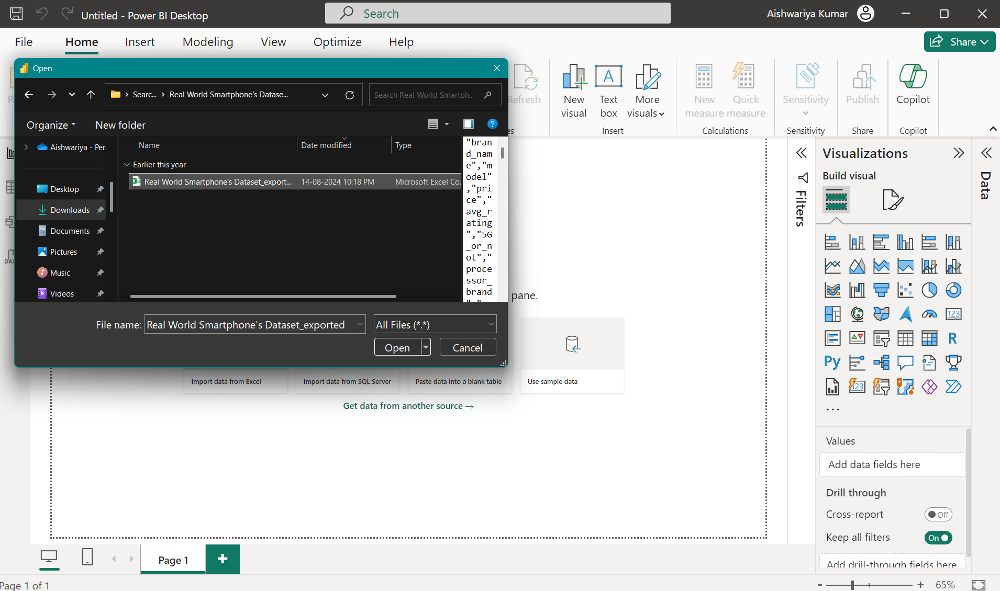 Untitled - Power BI Desktop
Search
Aishwariya Kumar
File
Home
Insert
Modeling
View
Optimize
Help
Share
Open
Searc...
Real World Smartphone's Datase...
Search Real World Smartph...
Organize
New folder
Refresh
New visual
Text box
More visuals
Insert
New measure
Quick measure
Calculations
Sensitivity
Sensitivity
Publish
Share
Copilot
Copilot
Aishwariya - Per
Desktop
Downloads
Documents
Pictures
Music
Videos
Name
Date modified
Type
Earlier this year
Real World Smartphone's Dataset_export...
14-08-2024 10:18 PM
Microsoft Excel Co.
"bran
d_nam
e","m
odel"
,"pri
ce","
avg_r
ating
","5G
_or_n
ot","
proce
ssor_
brand
File name:
Real World Smartphone's Dataset_exported
All Files (*.*)
Open
Cancel
pane.
Import data from Excel
Import data from SQL Server
Paste data into a blank table
Use sample data
Get data from another source →
Filters
Visualizations
Build visual
Data
123
R
Py
123
Values
Add data fields here
Drill through
Cross-report
Off
Keep all filters
On
Add drill-through fields here
Page 1
Page 1 of 1
- + 65%